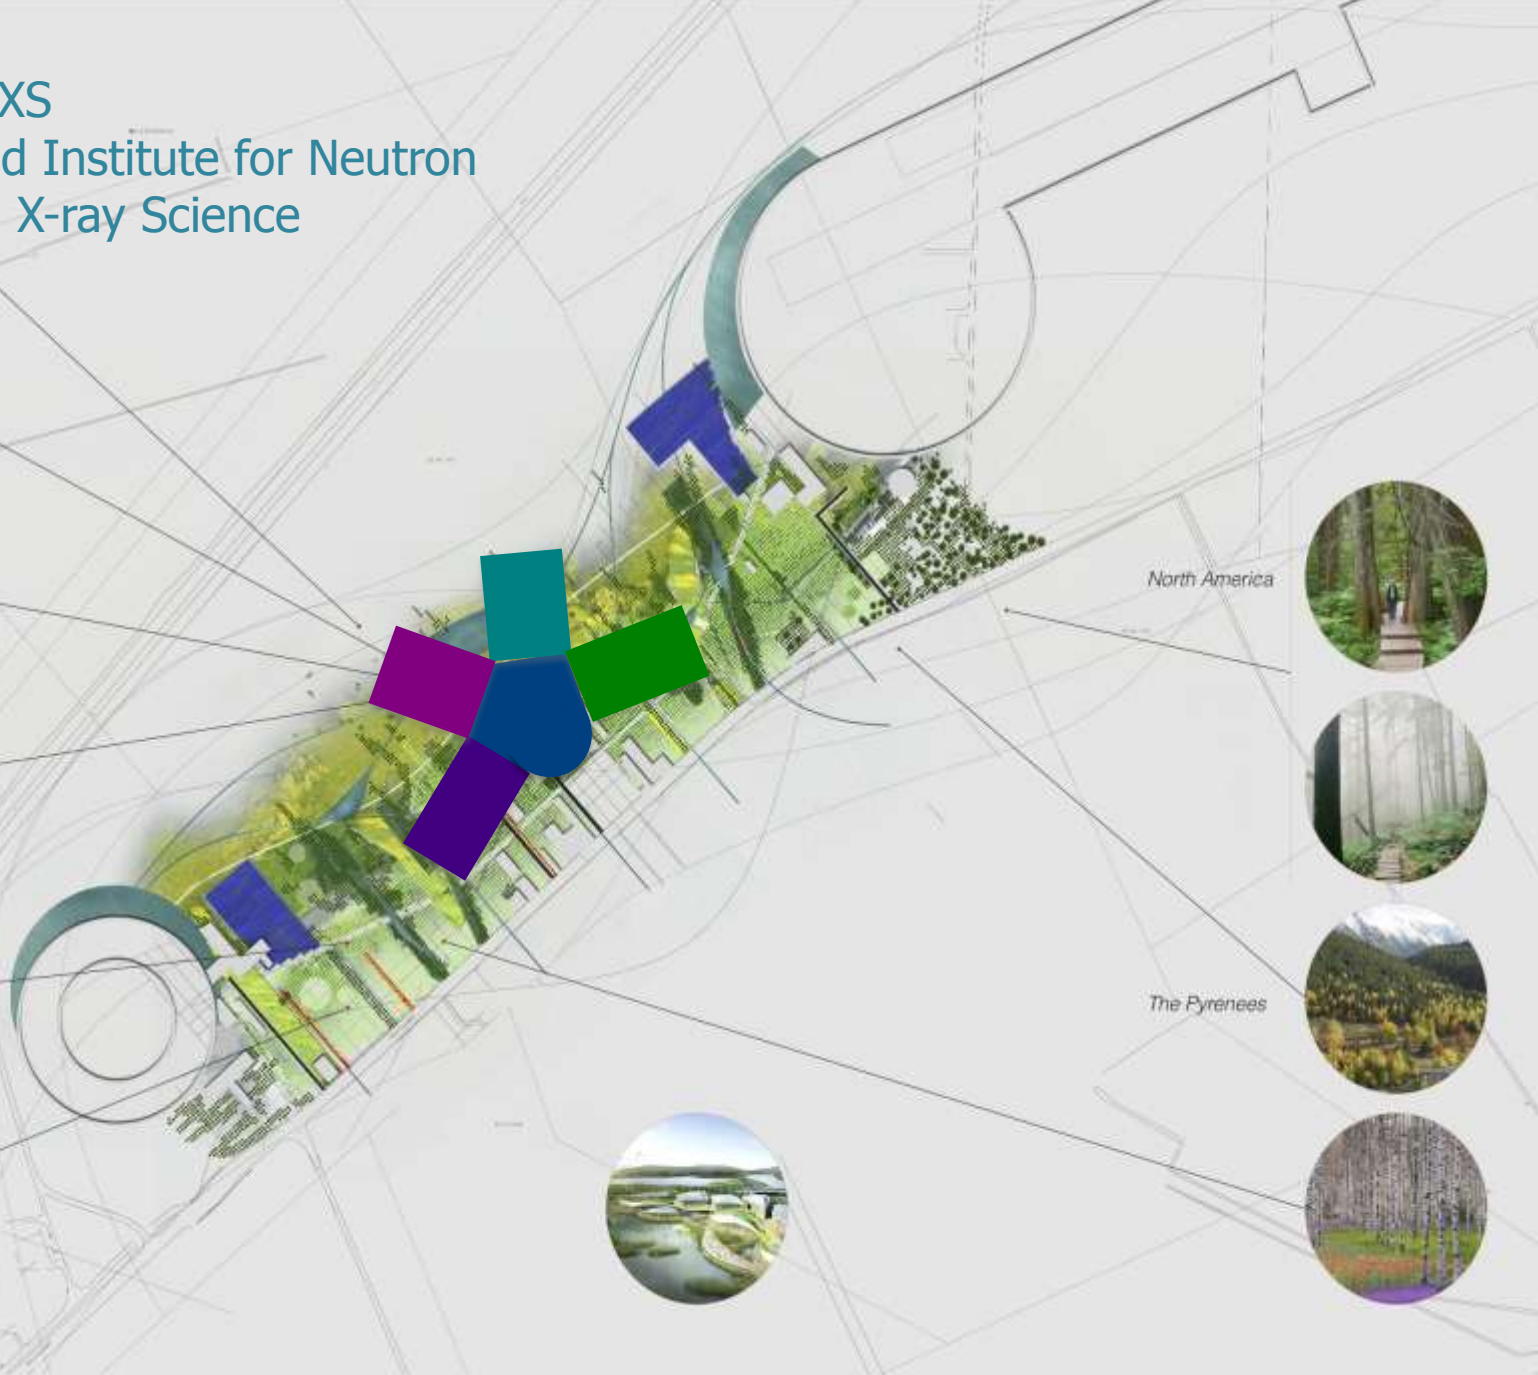 XS
d Institute for Neutron
X-ray Science
North America
The Pyrenees